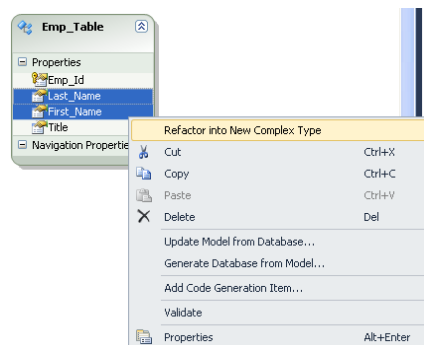 Emp_Table
Properties
Emp_Id
Last_Name
First_Name
Title
Navigation Propertie
Refactor into New Complex Type
Cut Ctrl+X
Copy Ctrl+C
Paste Ctrl+V
Delete Del
Update Model from Database...
Generate Database from Model...
Add Code Generation Item...
Validate
Properties Alt+Enter